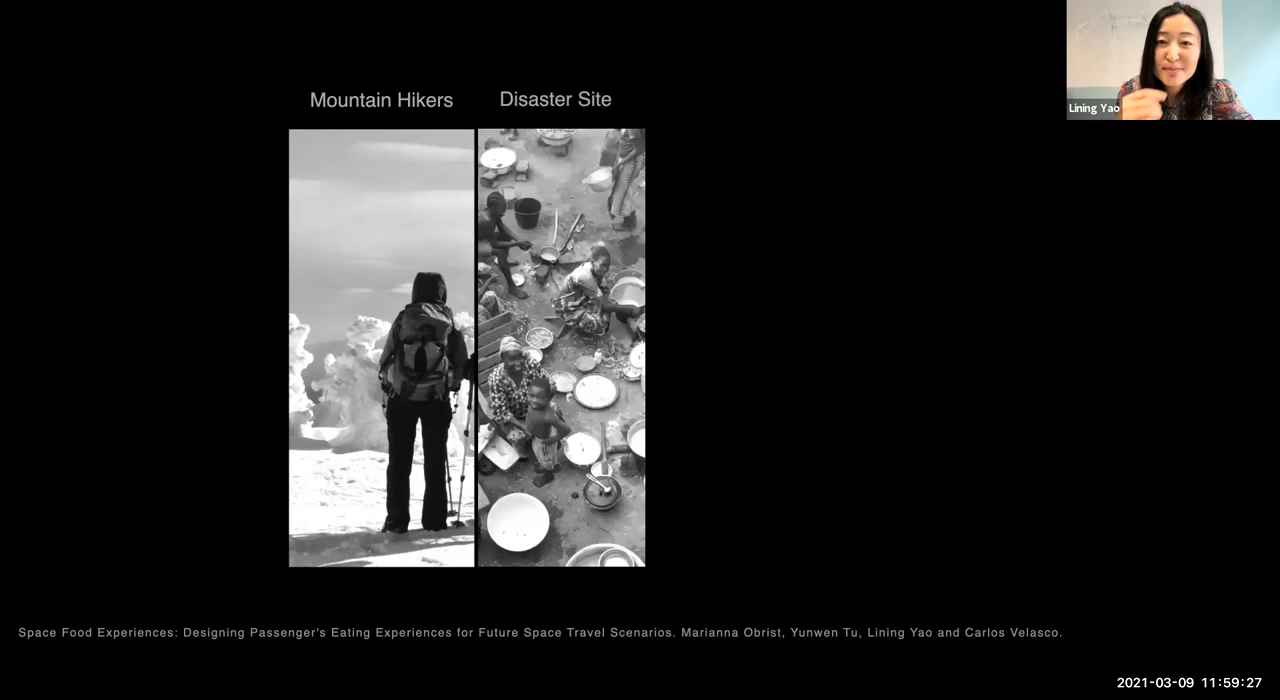 Lining Yao
Mountain Hikers
Disaster Site
Space Food Experiences: Designing Passenger's Eating Experiences for Future Space Travel Scenarios. Marianna Obrist, Yunwen Tu, Lining Yao and Carlos Velasco.
2021-03-09 11:59:27